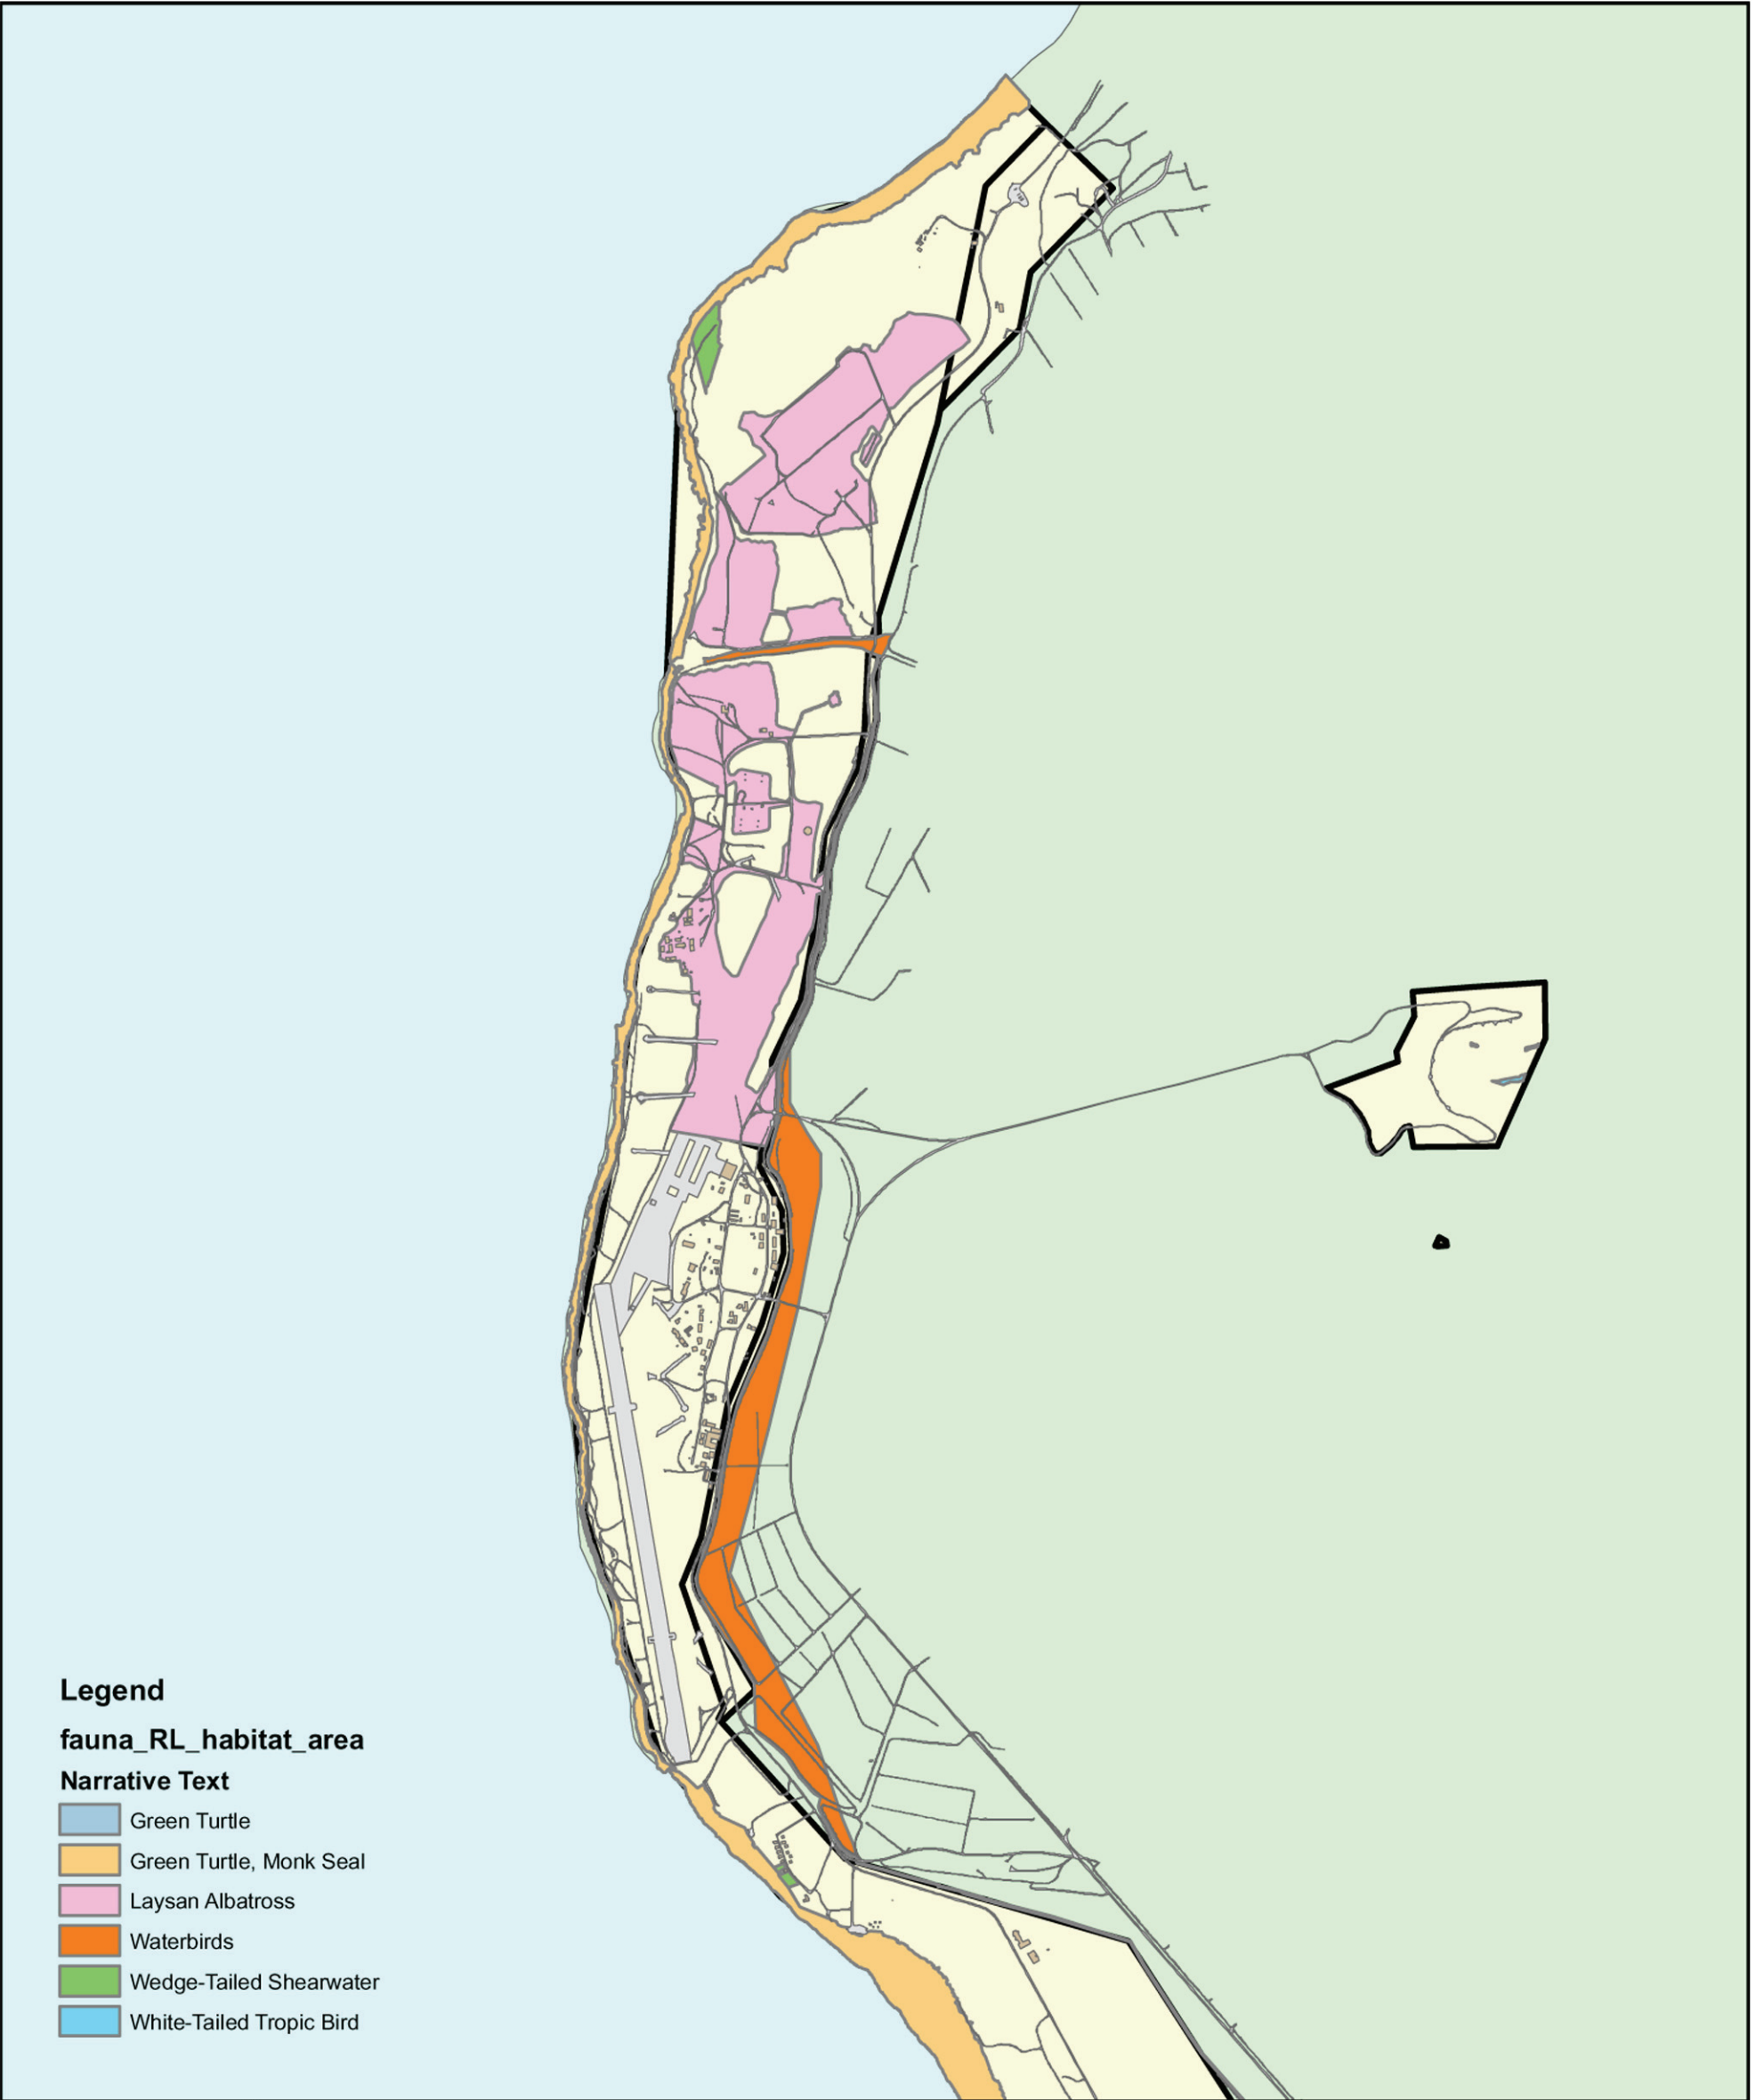 Legend
fauna_RL_habitat_area
Narrative Text
Green Turtle
Green Turtle, Monk Seal
Laysan Albatross
Waterbirds
Wedge-Tailed Shearwater
White-Tailed Tropic Bird